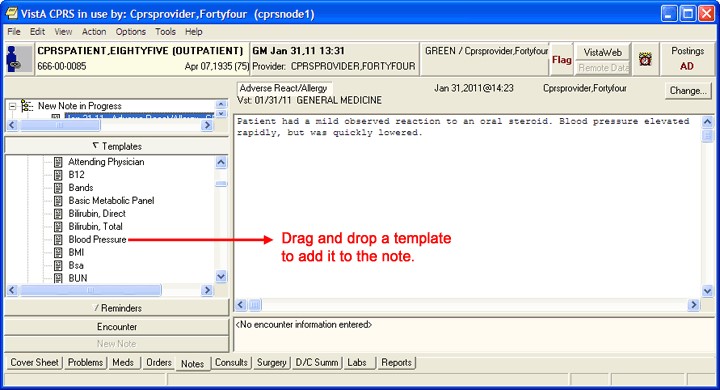 VistA CPRS in use by: Cprsprovider,Fortyfour (cprsnode1)
File Edit View Action Options Tools Help
CPRSPATIENT,EIGHTYFIVE (OUTPATIENT)
666-00-0085 Apr 07,1935 (75)
GM Jan 31,11 13:31
Provider: CPRSPROVIDER,FORTYFOUR
GREEN / Cprsprovider,Fortyfour
Flag
VistaWeb
Remote Data
Postings
AD
New Note in Progress
Jan 31,11 Adverse React/Allergy
Adverse React/Allergy Jan 31,2011@14:23 Cprsprovider,Fortyfour
Vst: 01/31/11 GENERAL MEDICINE
Change...
Patient had a mild observed reaction to an oral steroid. Blood pressure elevated
rapidly, but was quickly lowered.
Templates
Attending Physician
B12
Bands
Basic Metabolic Panel
Bilirubin, Direct
Bilirubin, Total
Blood Pressure
BMI
Bsa
BUN
Drag and drop a template
to add it to the note.
Reminders
Encounter
New Note
<No encounter information entered>
Cover Sheet Problems Meds Orders Notes Consults Surgery D/C Summ Labs Reports